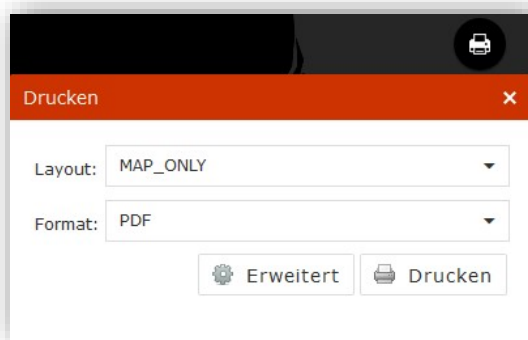 Drucken ×
Layout: MAP_ONLY
Format: PDF
Erweitert Drucken